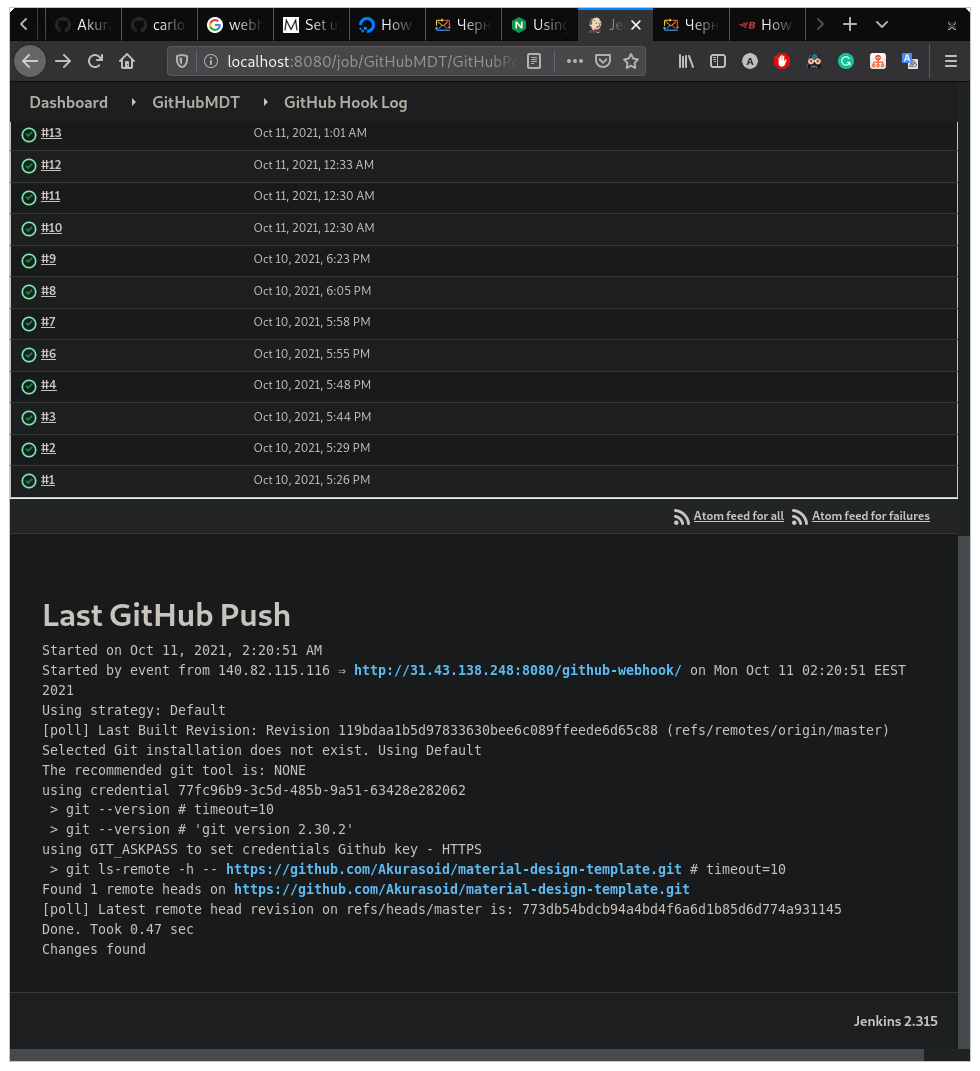 Akur
carlo
webh
Set u
How
Черн
Using
Je
Черн
How
localhost:8080/job/GitHubMDT/GitHubPo
Dashboard GitHubMDT GitHub Hook Log
#13 Oct 11, 2021, 1:01 AM
#12 Oct 11, 2021, 12:33 AM
#11 Oct 11, 2021, 12:30 AM
#10 Oct 11, 2021, 12:30 AM
#9 Oct 10, 2021, 6:23 PM
#8 Oct 10, 2021, 6:05 PM
#7 Oct 10, 2021, 5:58 PM
#6 Oct 10, 2021, 5:55 PM
#4 Oct 10, 2021, 5:48 PM
#3 Oct 10, 2021, 5:44 PM
#2 Oct 10, 2021, 5:29 PM
#1 Oct 10, 2021, 5:26 PM
Atom feed for all Atom feed for failures
Last GitHub Push
Started on Oct 11, 2021, 2:20:51 AM
Started by event from 140.82.115.116 ⇒ http://31.43.138.248:8080/github-webhook/ on Mon Oct 11 02:20:51 EEST
2021
Using strategy: Default
[poll] Last Built Revision: Revision 119bdaa1b5d97833630bee6c089ffeede6d65c88 (refs/remotes/origin/master)
Selected Git installation does not exist. Using Default
The recommended git tool is: NONE
using credential 77fc96b9-3c5d-485b-9a51-63428e282062
> git --version # timeout=10
> git --version # 'git version 2.30.2'
using GIT_ASKPASS to set credentials Github key - HTTPS
> git ls-remote -h -- https://github.com/Akurasoid/material-design-template.git # timeout=10
Found 1 remote heads on https://github.com/Akurasoid/material-design-template.git
[poll] Latest remote head revision on refs/heads/master is: 773db54bdcb94a4bd4f6a6d1b85d6d774a931145
Done. Took 0.47 sec
Changes found
Jenkins 2.315